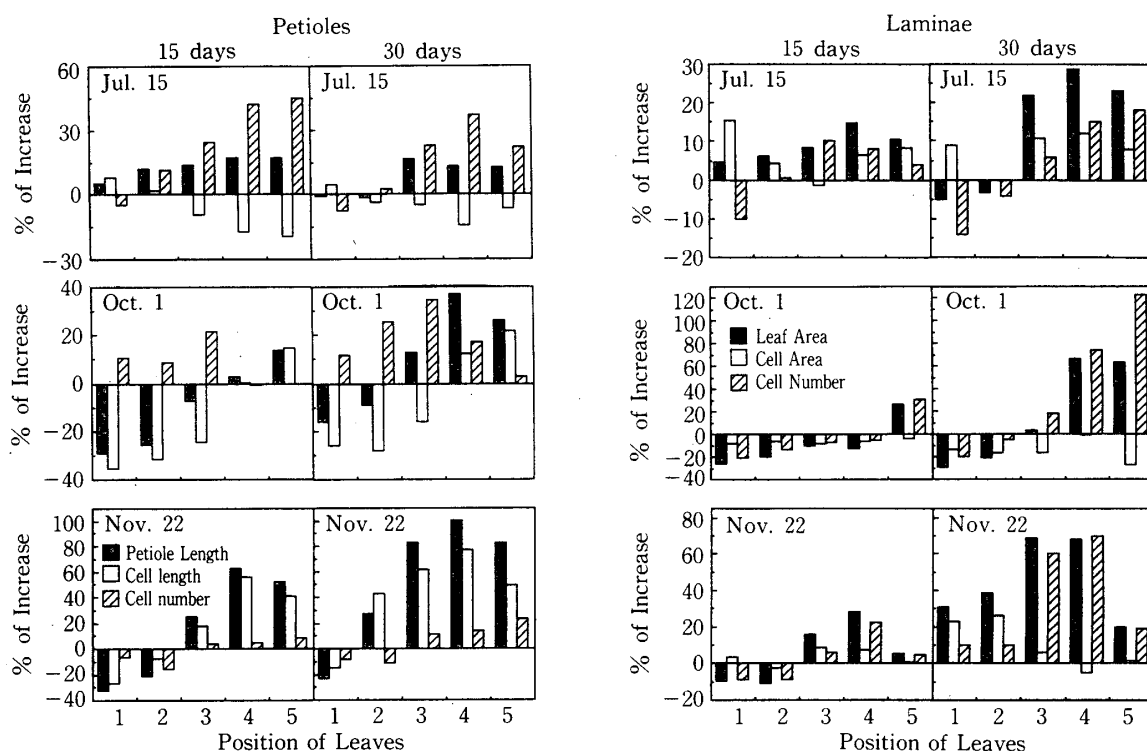 Petioles
15 days
30 days
% of Increase
60
30
0
−30
Jul. 15
Jul. 15
% of Increase
40
20
0
−20
−40
Oct. 1
Oct. 1
% of Increase
100
80
60
40
20
0
−20
−40
Nov. 22
Petiole Length
Cell length
Cell number
Nov. 22
1 2 3 4 5 1 2 3 4 5
Position of Leaves
Laminae
15 days
30 days
% of Increase
30
20
10
0
−10
−20
Jul. 15
Jul. 15
% of Increase
120
100
80
60
40
20
0
−20
−40
Oct. 1
Leaf Area
Cell Area
Cell Number
Oct. 1
% of Increase
80
60
40
20
0
−20
Nov. 22
Nov. 22
1 2 3 4 5 1 2 3 4 5
Position of Leaves